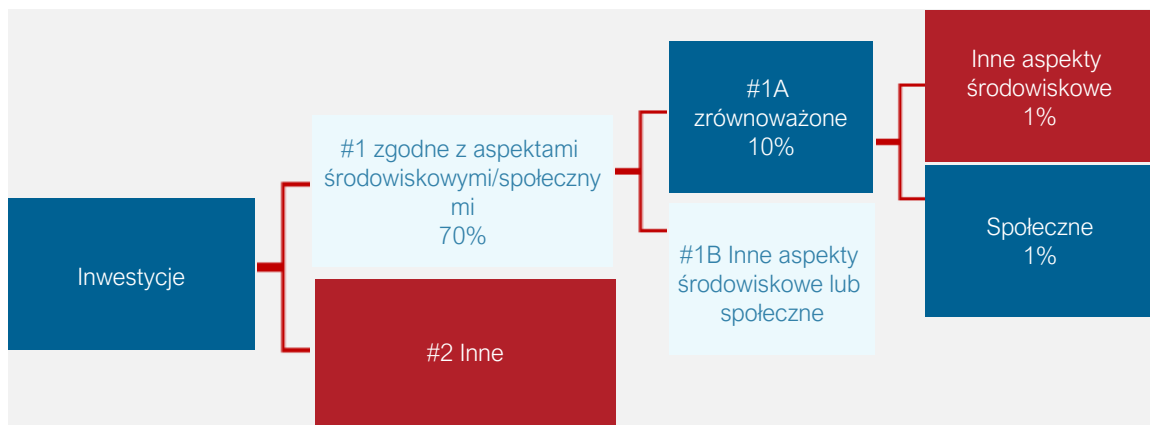 Inwestycje
#1 zgodne z aspektami
środowiskowymi/społeczny
mi
70%
#2 Inne
#1A
zrównoważone
10%
#1B Inne aspekty
środowiskowe lub
społeczne
Inne aspekty
środowiskowe
1%
Społeczne
1%